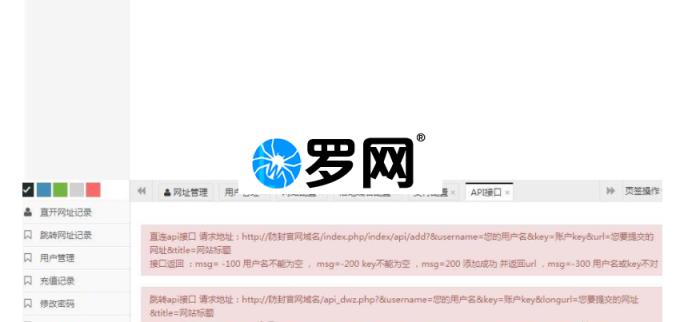 罗网®
网址管理
API接口 ×
页签操作
直开网址记录
跳转网址记录
用户管理
充值记录
修改密码
直连api接口 请求地址:http://防封官网域名/index.php/index/api/add?&username=您的用户名&key=账户key&url=您要提交的
网址&title=网站标题
接口返回 :msg= -100 用户名不能为空 , msg=-200 key不能为空 ,msg=200 添加成功 并返回url ,msg=-300 用户名或key不对
跳转api接口 请求地址:http://防封官网域名/api_dwz.php?&username=您的用户名&key=账户key&longurl=您要提交的网址
&title=网站标题